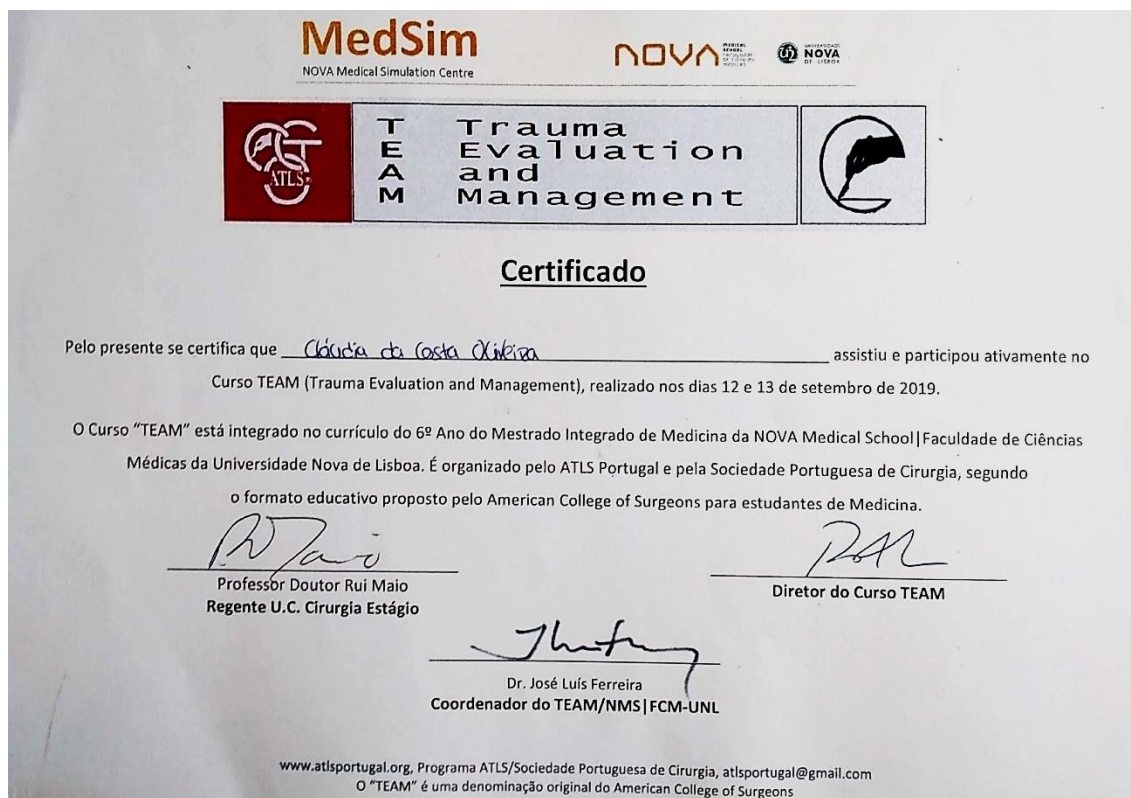 MedSim
NOVA Medical Simulation Centre
NOVA MEDICAL SCHOOL
UNIVERSIDADE NOVA DE LISBOA
ATLS
TEAM
Trauma
Evaluation
and
Management
Certificado
Pelo presente se certifica que Cláudia da Costa Oliveira assistiu e participou ativamente no
Curso TEAM (Trauma Evaluation and Management), realizado nos dias 12 e 13 de setembro de 2019.
O Curso "TEAM" está integrado no currículo do 6º Ano do Mestrado Integrado de Medicina da NOVA Medical School|Faculdade de Ciências
Médicas da Universidade Nova de Lisboa. É organizado pelo ATLS Portugal e pela Sociedade Portuguesa de Cirurgia, segundo
o formato educativo proposto pelo American College of Surgeons para estudantes de Medicina.
Professor Doutor Rui Maio
Regente U.C. Cirurgia Estágio
Diretor do Curso TEAM
Dr. José Luís Ferreira
Coordenador do TEAM/NMS|FCM-UNL
www.atlsportugal.org, Programa ATLS/Sociedade Portuguesa de Cirurgia, atlsportugal@gmail.com
O "TEAM" é uma denominação original do American College of Surgeons